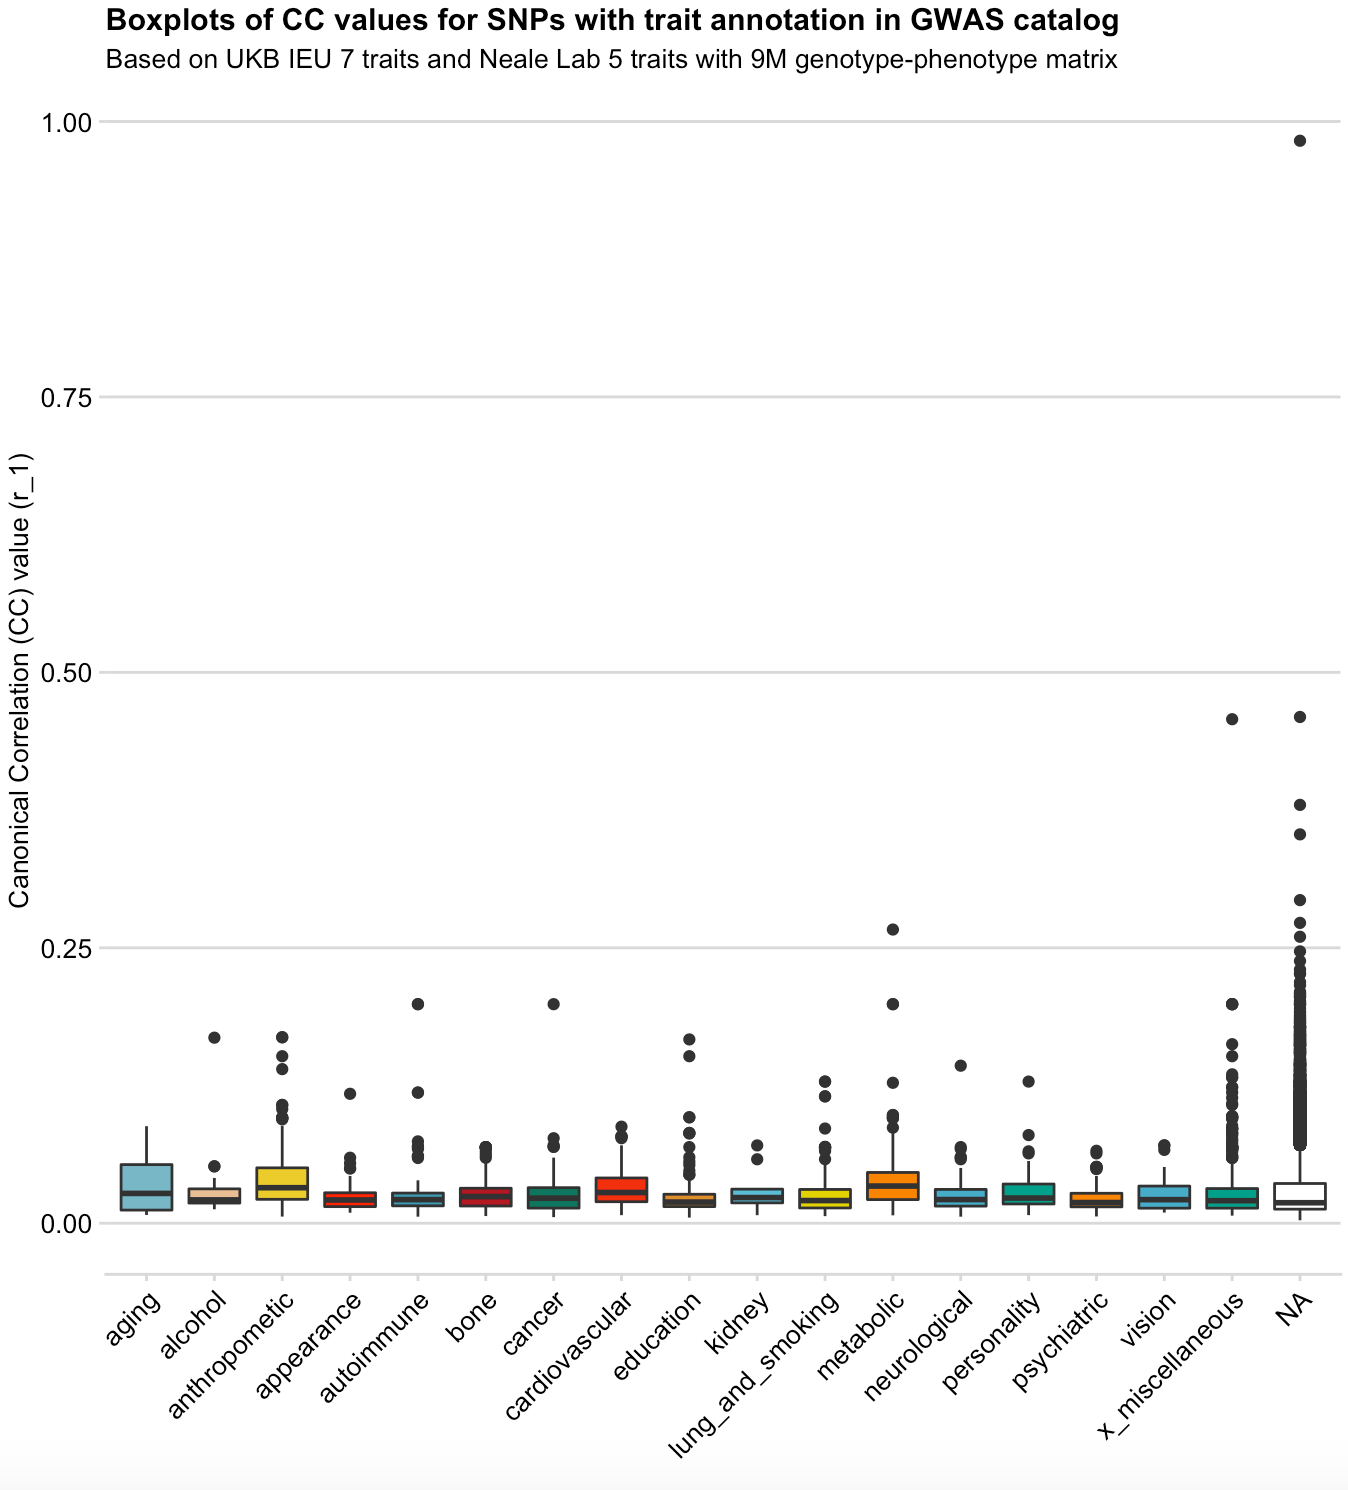 Boxplots of CC values for SNPs with trait annotation in GWAS catalog
Based on UKB IEU 7 traits and Neale Lab 5 traits with 9M genotype-phenotype matrix
Canonical Correlation (CC) value (r_1)
1.00
0.75
0.50
0.25
0.00
aging
alcohol
anthropometic
appearance
autoimmune
bone
cancer
cardiovascular
education
kidney
lung_and_smoking
metabolic
neurological
personality
psychiatric
vision
x_miscellaneous
NA